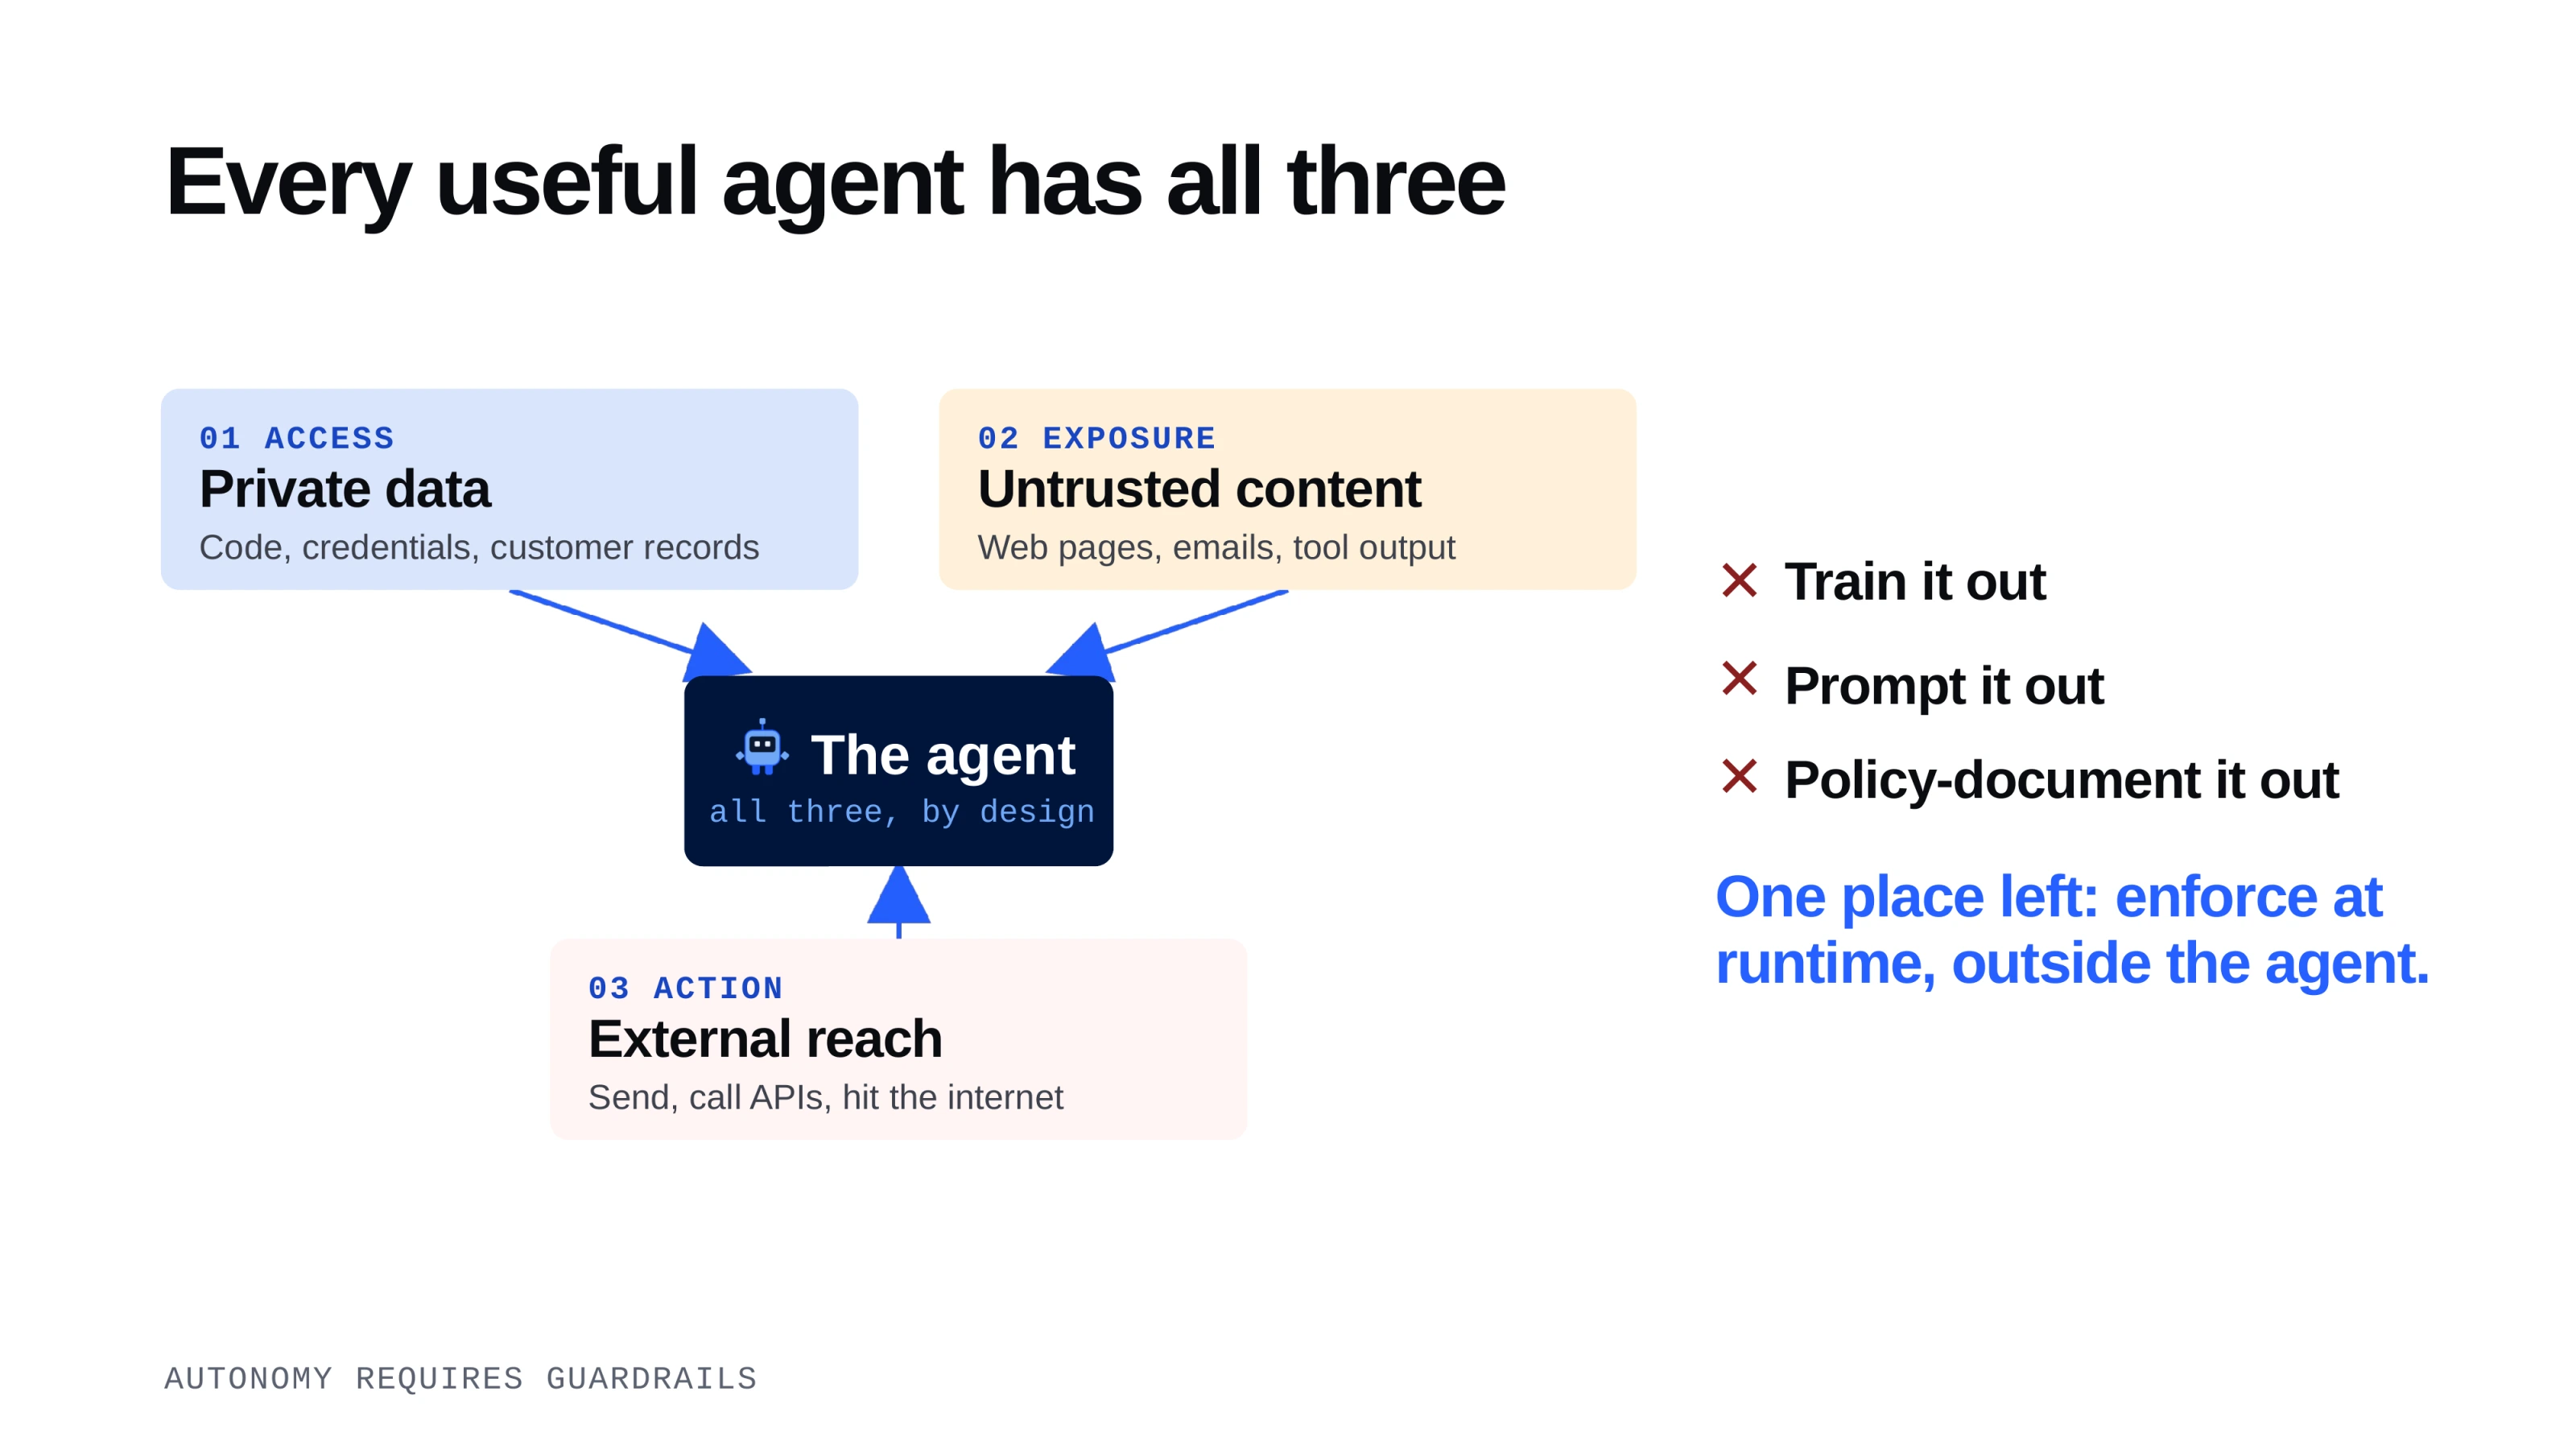 Every useful agent has all three
01 ACCESS
Private data
Code, credentials, customer records
02 EXPOSURE
Untrusted content
Web pages, emails, tool output
The agent
all three, by design
03 ACTION
External reach
Send, call APIs, hit the internet
✕ Train it out
✕ Prompt it out
✕ Policy-document it out
One place left: enforce at
runtime, outside the agent.
AUTONOMY REQUIRES GUARDRAILS